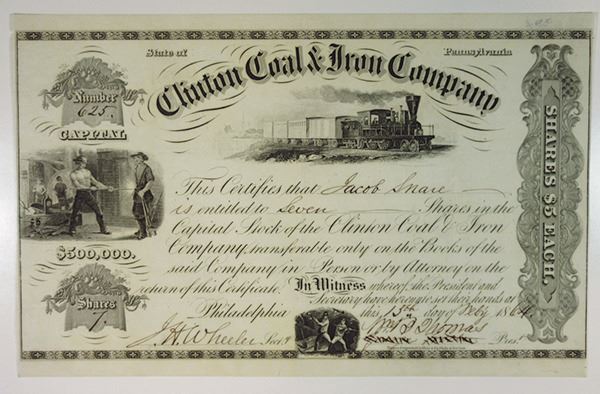 State of Pennsylvania
Clinton Coal & Iron Company
Number
625.
CAPITAL
$500,000.
Shares
7.
SHARES $5 EACH.
This Certifies that Jacob Snare
is entitled to Seven Shares in the
Capital Stock of the Clinton Coal & Iron
Company, transferable only on the Books of the
said Company in Person or by Attorney on the
return of this Certificate. In Witness whereof, the President and
Secretary have hereunto set their hands at
Philadelphia this 15th day of Feby 1864
J. H. Wheeler Secy. Thomas
Pres.